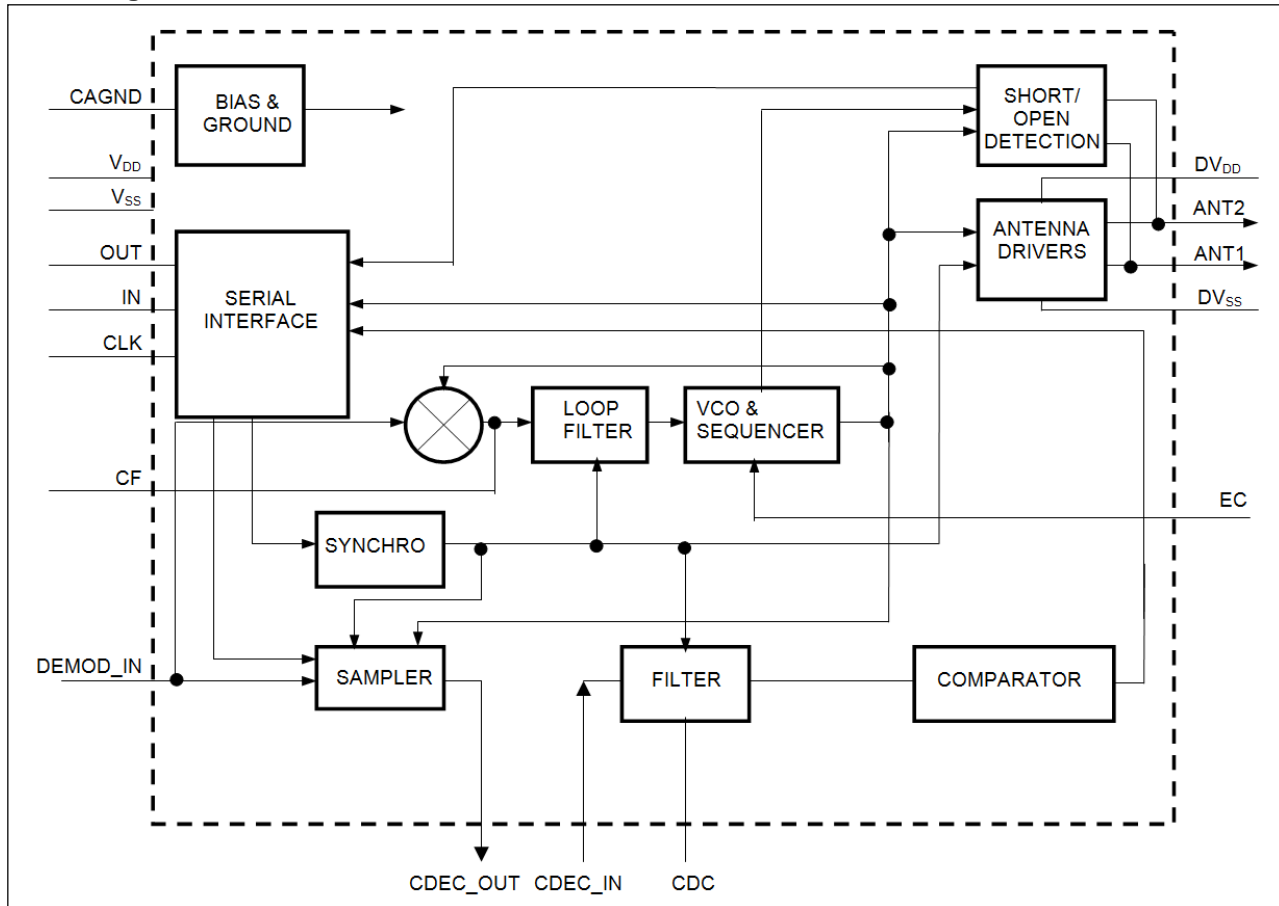 CAGND
BIAS &
GROUND
SHORT/
OPEN
DETECTION
VDD
VSS
DVDD
ANT2
ANTENNA
DRIVERS
ANT1
DVSS
OUT
IN
CLK
SERIAL
INTERFACE
LOOP
FILTER
VCO &
SEQUENCER
CF
EC
SYNCHRO
DEMOD_IN
SAMPLER
FILTER
COMPARATOR
CDEC_OUT
CDEC_IN
CDC